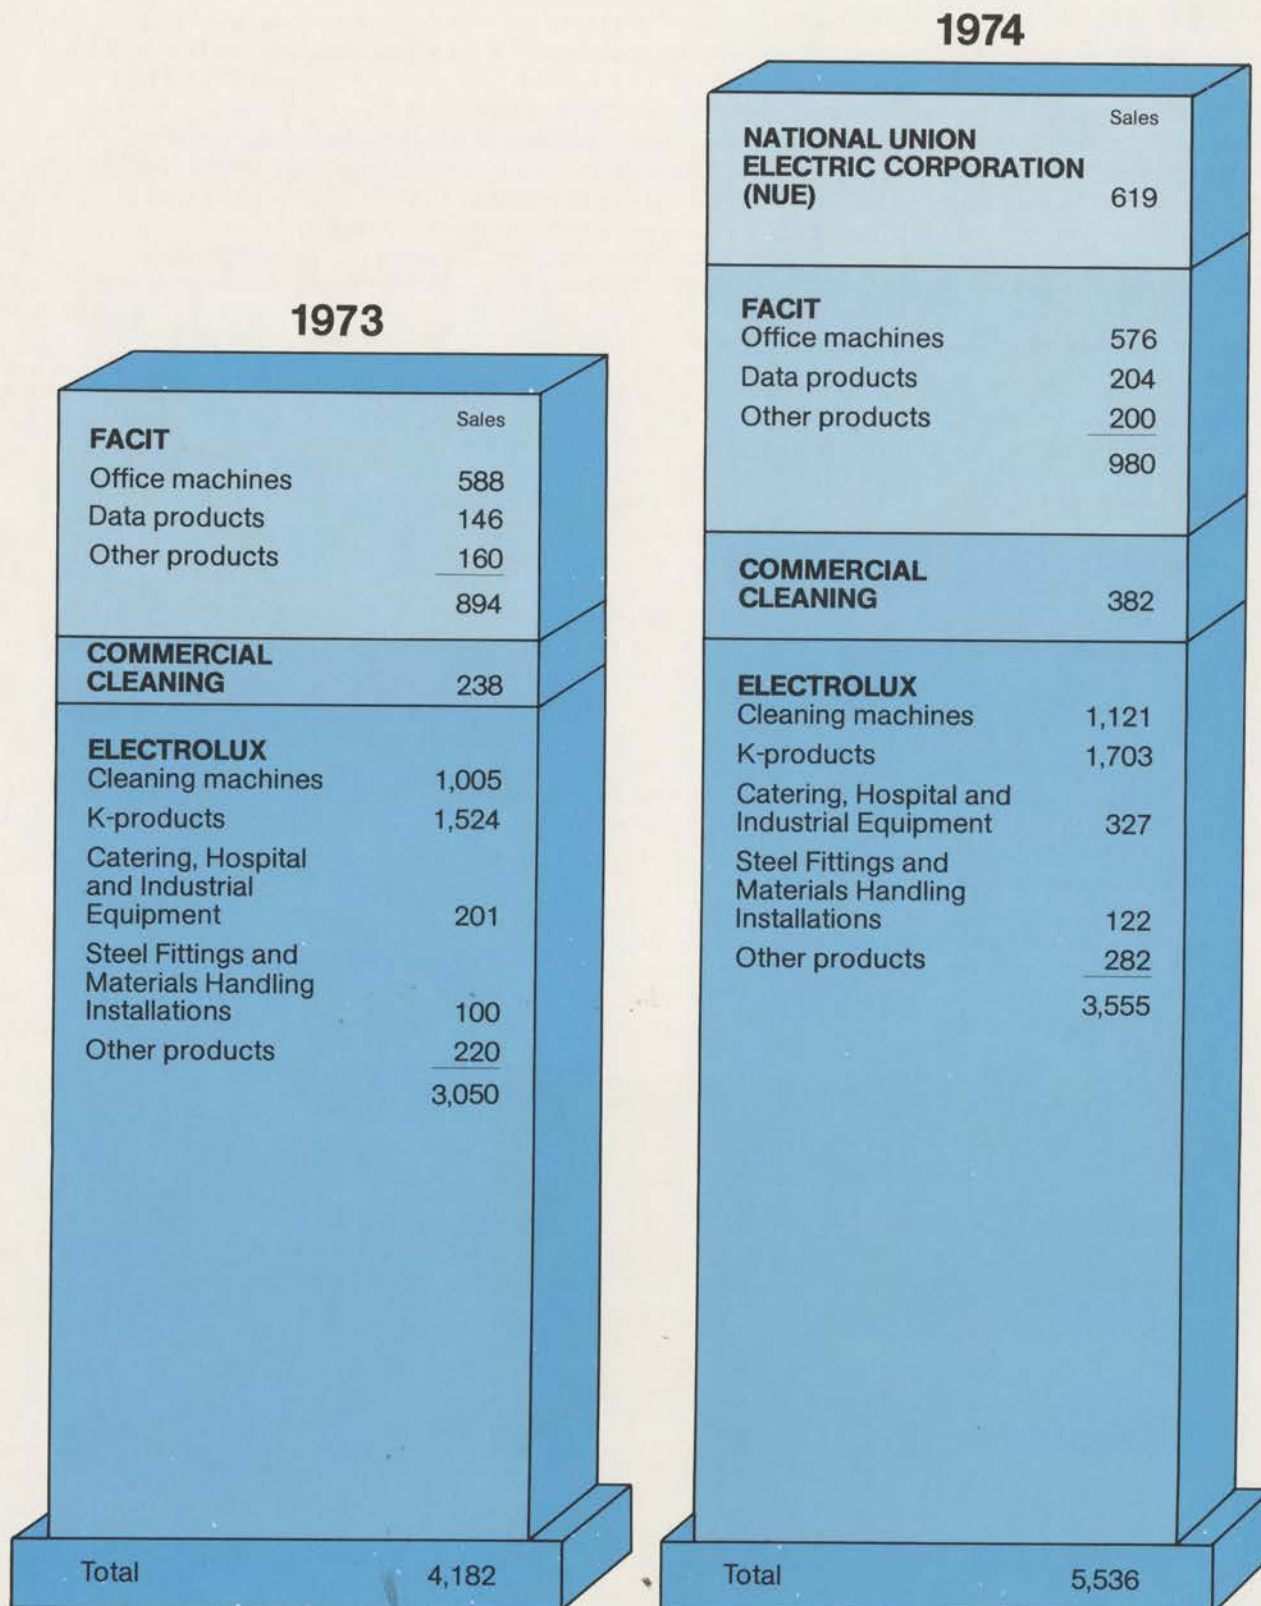 1973
Sales
FACIT
Office machines 588
Data products 146
Other products 160
894
COMMERCIAL
CLEANING 238
ELECTROLUX
Cleaning machines 1,005
K-products 1,524
Catering, Hospital
and Industrial
Equipment 201
Steel Fittings and
Materials Handling
Installations 100
Other products 220
3,050
Total 4,182
1974
Sales
NATIONAL UNION
ELECTRIC CORPORATION
(NUE) 619
FACIT
Office machines 576
Data products 204
Other products 200
980
COMMERCIAL
CLEANING 382
ELECTROLUX
Cleaning machines 1,121
K-products 1,703
Catering, Hospital and
Industrial Equipment 327
Steel Fittings and
Materials Handling
Installations 122
Other products 282
3,555
Total 5,536